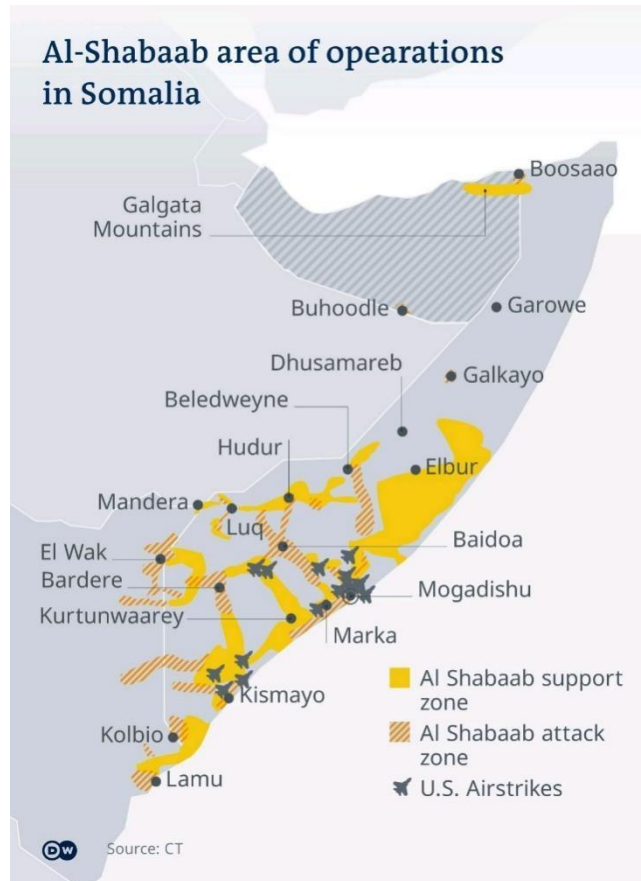 Al-Shabaab area of opearations
in Somalia
Boosaao
Galgata
Mountains
Buhoodle
Garowe
Dhusamareb
Galkayo
Beledweyne
Hudur
Elbur
Mandera
Luq
El Wak
Baidoa
Bardere
Mogadishu
Kurtunwaarey
Marka
Al Shabaab support
zone
Kismayo
Al Shabaab attack
zone
Kolbio
Lamu
U.S. Airstrikes
DW
Source: CT